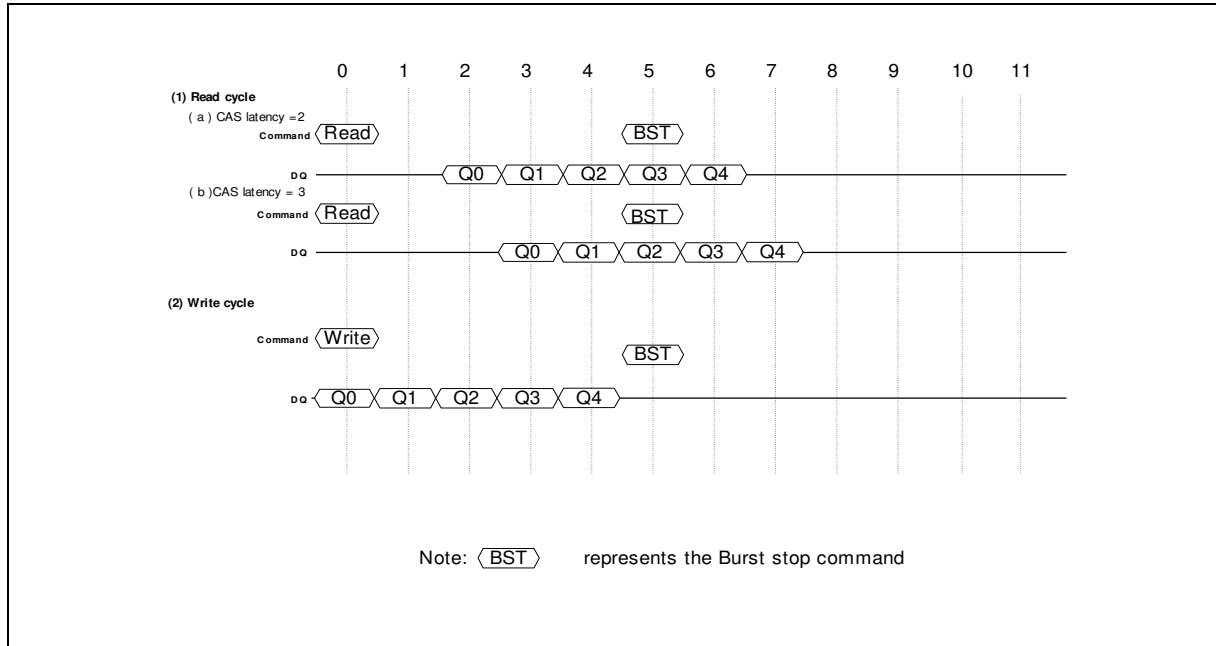 0 1 2 3 4 5 6 7 8 9 10 11
(1) Read cycle
( a ) CAS latency =2
Command Read BST
DQ Q0 Q1 Q2 Q3 Q4
( b )CAS latency = 3
Command Read BST
DQ Q0 Q1 Q2 Q3 Q4
(2) Write cycle
Command Write BST
DQ Q0 Q1 Q2 Q3 Q4
Note: BST represents the Burst stop command